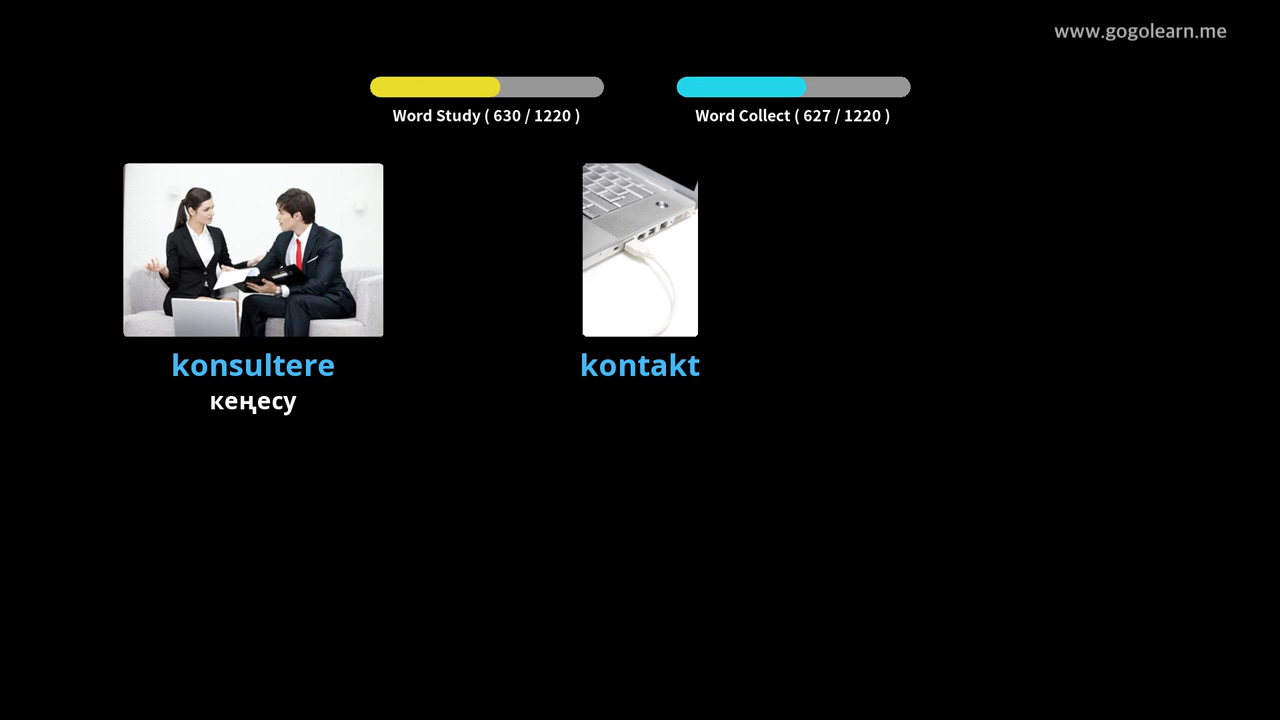 www.gogolearn.me
Word Study ( 630 / 1220 )
Word Collect ( 627 / 1220 )
konsultere
кеңесу
kontakt